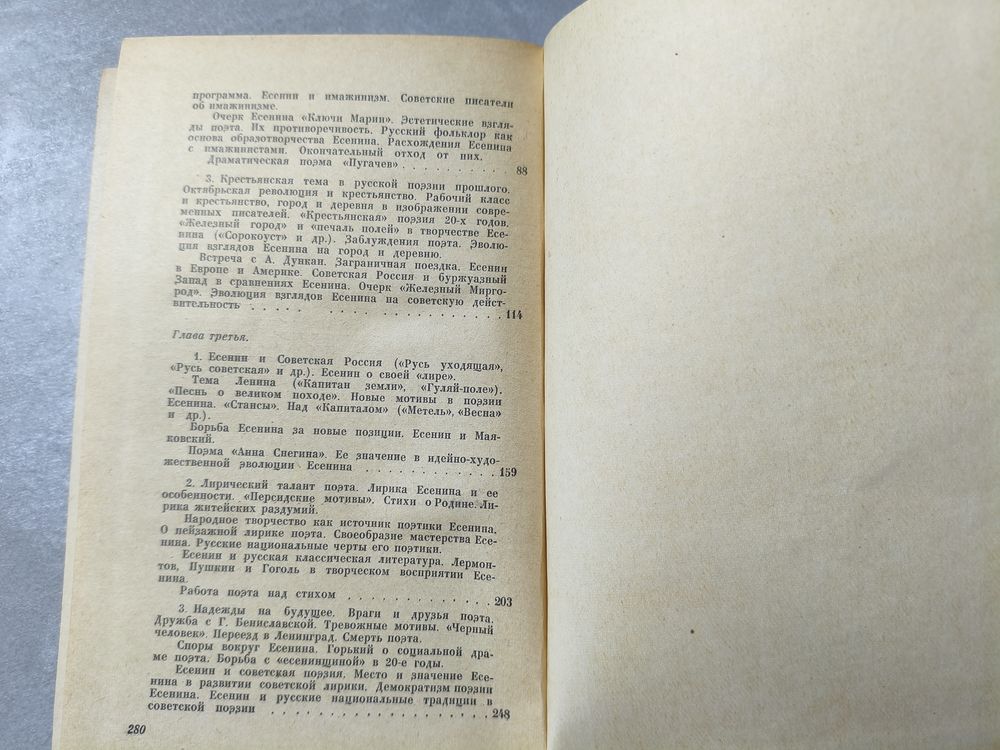 программа. Есенин и имажинизм. Советские писатели
об имажинизме.
Очерк Есенина «Ключи Марии». Эстетические взгля-
ды поэта. Их противоречивость. Русский фольклор как
основа образотворчества Есенина. Расхождения Есенина
с имажинистами. Окончательный отход от них.
Драматическая поэма «Пугачев» . . . . . . . . . . 88
3. Крестьянская тема в русской поэзии прошлого.
Октябрьская революция и крестьянство. Рабочий класс
и крестьянство, город и деревня в изображении совре-
менных писателей. «Крестьянская» поэзия 20-х годов.
«Железный город» и «печаль полей» в творчестве Есе-
нина («Сорокоуст» и др.). Заблуждения поэта. Эволю-
ция взглядов Есенина на город и деревню.
Встреча с А. Дункан. Заграничная поездка. Есенин
в Европе и Америке. Советская Россия и буржуазный
Запад в сравнениях Есенина. Очерк «Железный Мирго-
род». Эволюция взглядов Есенина на советскую дейст-
вительность . . . . . . . . . . . . . . . . . 114
Глава третья.
1. Есенин и Советская Россия («Русь уходящая»,
«Русь советская» и др.). Есенин о своей «лире».
Тема Ленина («Капитан земли», «Гуляй-поле»).
«Песнь о великом походе». Новые мотивы в поэзии
Есенина. «Стансы». Над «Капиталом» («Метель», «Весна»
и др.).
Борьба Есенина за новые позиции. Есенин и Мая-
ковский.
Поэма «Анна Снегина». Ее значение в идейно-худо-
жественной эволюции Есенина . . . . . . . . . . . 159
2. Лирический талант поэта. Лирика Есенина и ее
особенности. «Персидские мотивы». Стихи о Родине. Ли-
рика житейских раздумий.
Народное творчество как источник поэтики Есенина.
О пейзажной лирике поэта. Своеобразие мастерства Есе-
нина. Русские национальные черты его поэтики.
Есенин и русская классическая литература. Лермон-
тов, Пушкин и Гоголь в творческом восприятии Есе-
нина.
Работа поэта над стихом . . . . . . . . . . . . 203
3. Надежды на будущее. Враги и друзья поэта.
Дружба с Г. Бениславской. Тревожные мотивы. «Черный
человек». Переезд в Ленинград. Смерть поэта.
Споры вокруг Есенина. Горький о социальной дра-
ме поэта. Борьба с «есенинщиной» в 20-е годы.
Есенин и советская поэзия. Место и значение Есе-
нина в развитии советской лирики. Демократизм поэзии
Есенина. Есенин и русские национальные традиции в
советской поэзии . . . . . . . . . . . . . . . . . 248
280